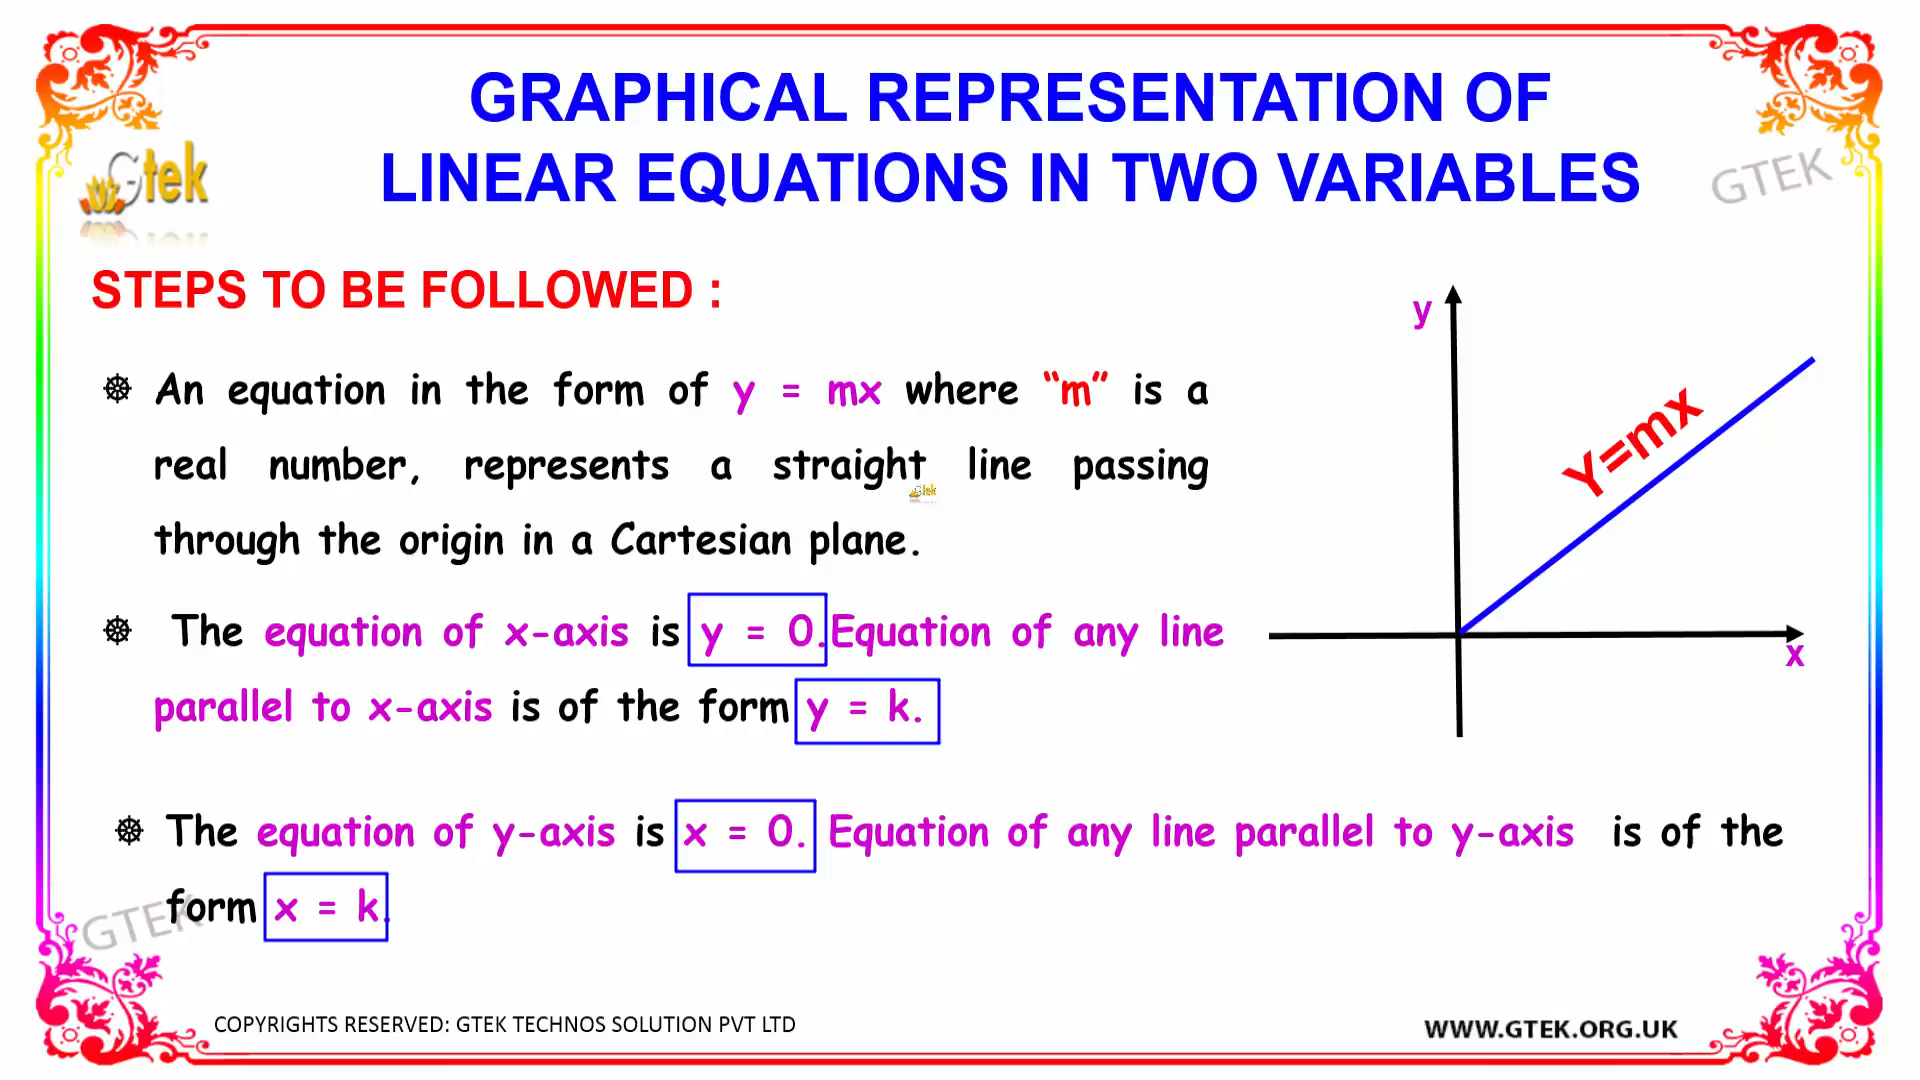 GRAPHICAL REPRESENTATION OF
LINEAR EQUATIONS IN TWO VARIABLES
Gtek
GTEK
STEPS TO BE FOLLOWED :
An equation in the form of y = mx where “m” is a
real number, represents a straight line passing
through the origin in a Cartesian plane.
Gtek
The equation of x-axis is y = 0.Equation of any line
parallel to x-axis is of the form y = k.
The equation of y-axis is x = 0. Equation of any line parallel to y-axis is of the
form x = k.
y
Y=mx
x
GTEK
COPYRIGHTS RESERVED: GTEK TECHNOS SOLUTION PVT LTD
WWW.GTEK.ORG.UK